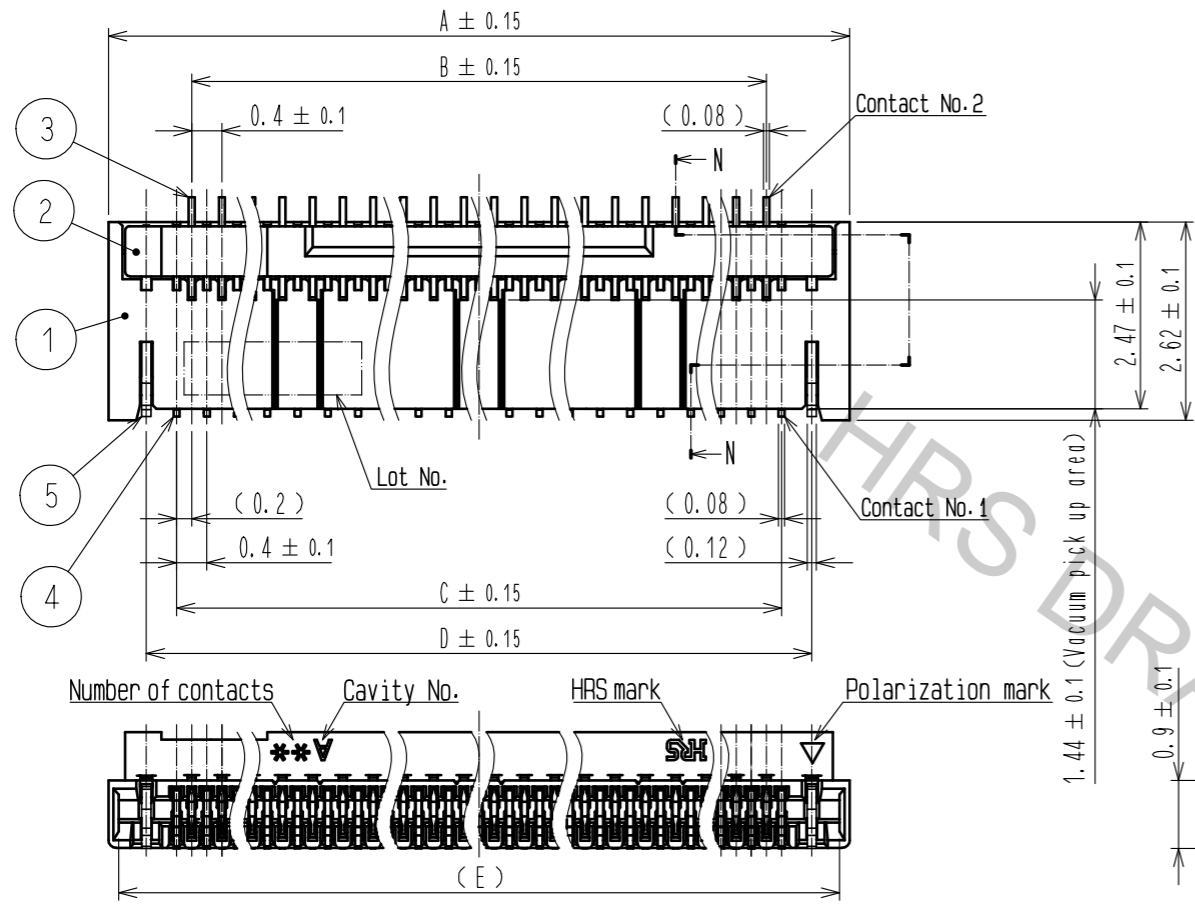 A ± 0.15
B ± 0.15
0.4 ± 0.1
(0.08)
Contact No.2
3
N
2
1
2.47 ± 0.1
2.62 ± 0.1
Lot No.
N
5
(0.2)
(0.08)
Contact No.1
0.4 ± 0.1
(0.12)
4
C ± 0.15
D ± 0.15
1.44 ± 0.1 (Vacuum pick up area)
0.9 ± 0.1
HRS DRA
Number of contacts
Cavity No.
HRS mark
Polarization mark
A **
HRS
(E)